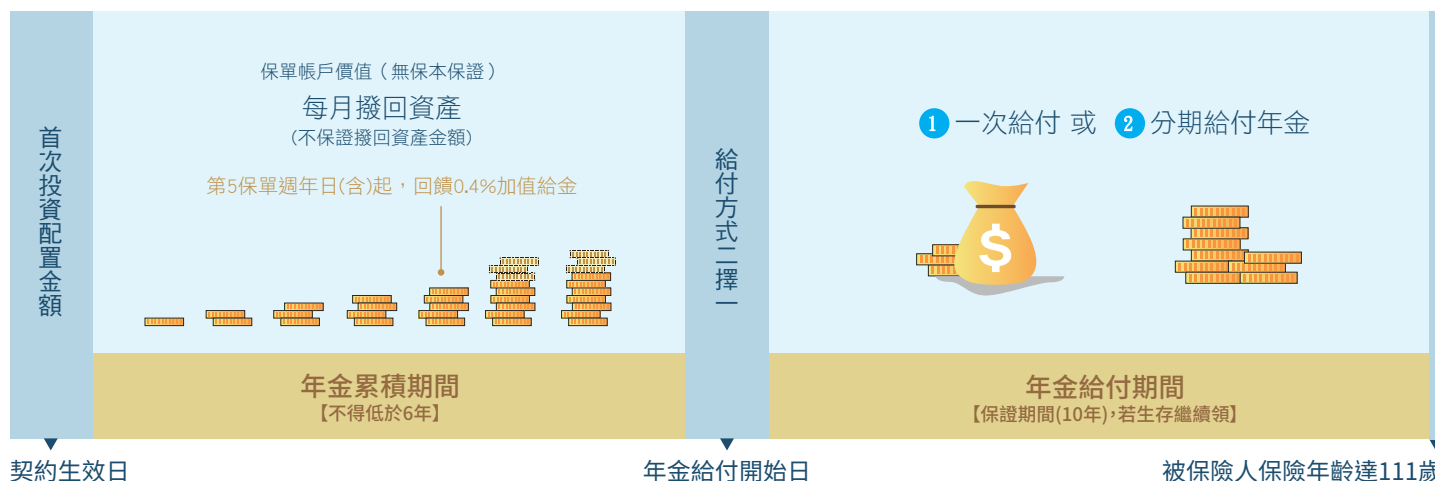 首次投資配置金額
保單帳戶價值（無保本保證）
每月撥回資產
（不保證撥回資產金額）
第5保單週年日(含)起，回饋0.4%加值給金
年金累積期間
【不得低於6年】
給付方式二擇一
1 一次給付 或 2 分期給付年金
$
年金給付期間
【保證期間(10年)，若生存繼續領】
契約生效日
年金給付開始日
被保險人保險年齡達111歲